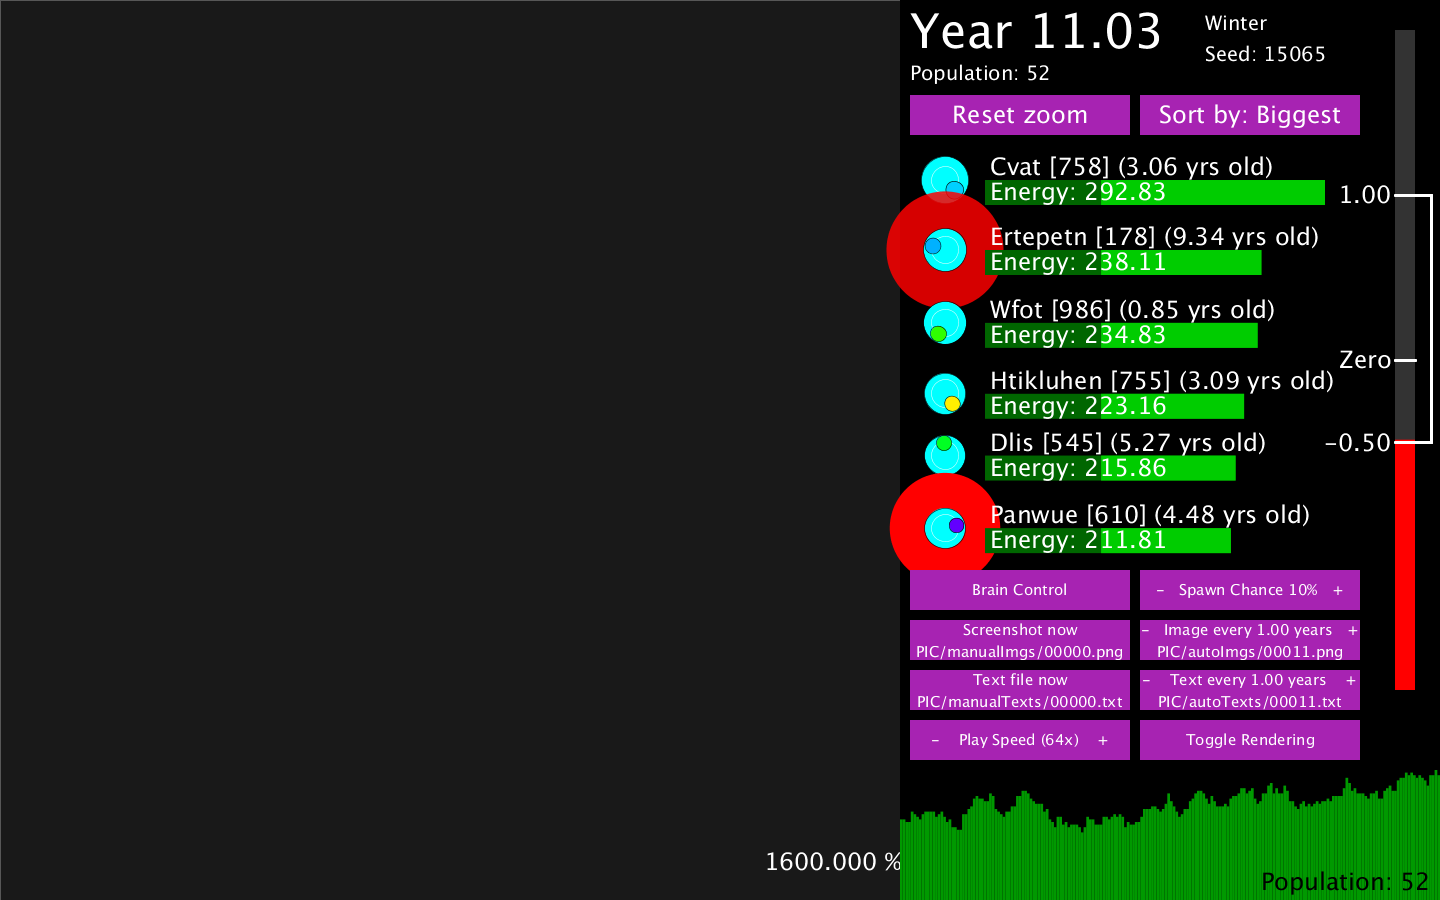 Year 11.03
Winter
Seed: 15065
Population: 52
Reset zoom
Sort by: Biggest
Cvat [758] (3.06 yrs old)
Energy: 292.83
1.00
Ertepetn [178] (9.34 yrs old)
Energy: 238.11
Wfot [986] (0.85 yrs old)
Energy: 234.83
Zero
Htikluhen [755] (3.09 yrs old)
Energy: 223.16
Dlis [545] (5.27 yrs old)
Energy: 215.86
-0.50
Panwue [610] (4.48 yrs old)
Energy: 211.81
Brain Control
- Spawn Chance 10% +
Screenshot now
PIC/manualImgs/00000.png
- Image every 1.00 years +
PIC/autoImgs/00011.png
Text file now
PIC/manualTexts/00000.txt
- Text every 1.00 years +
PIC/autoTexts/00011.txt
- Play Speed (64x) +
Toggle Rendering
1600.000 %
Population: 52